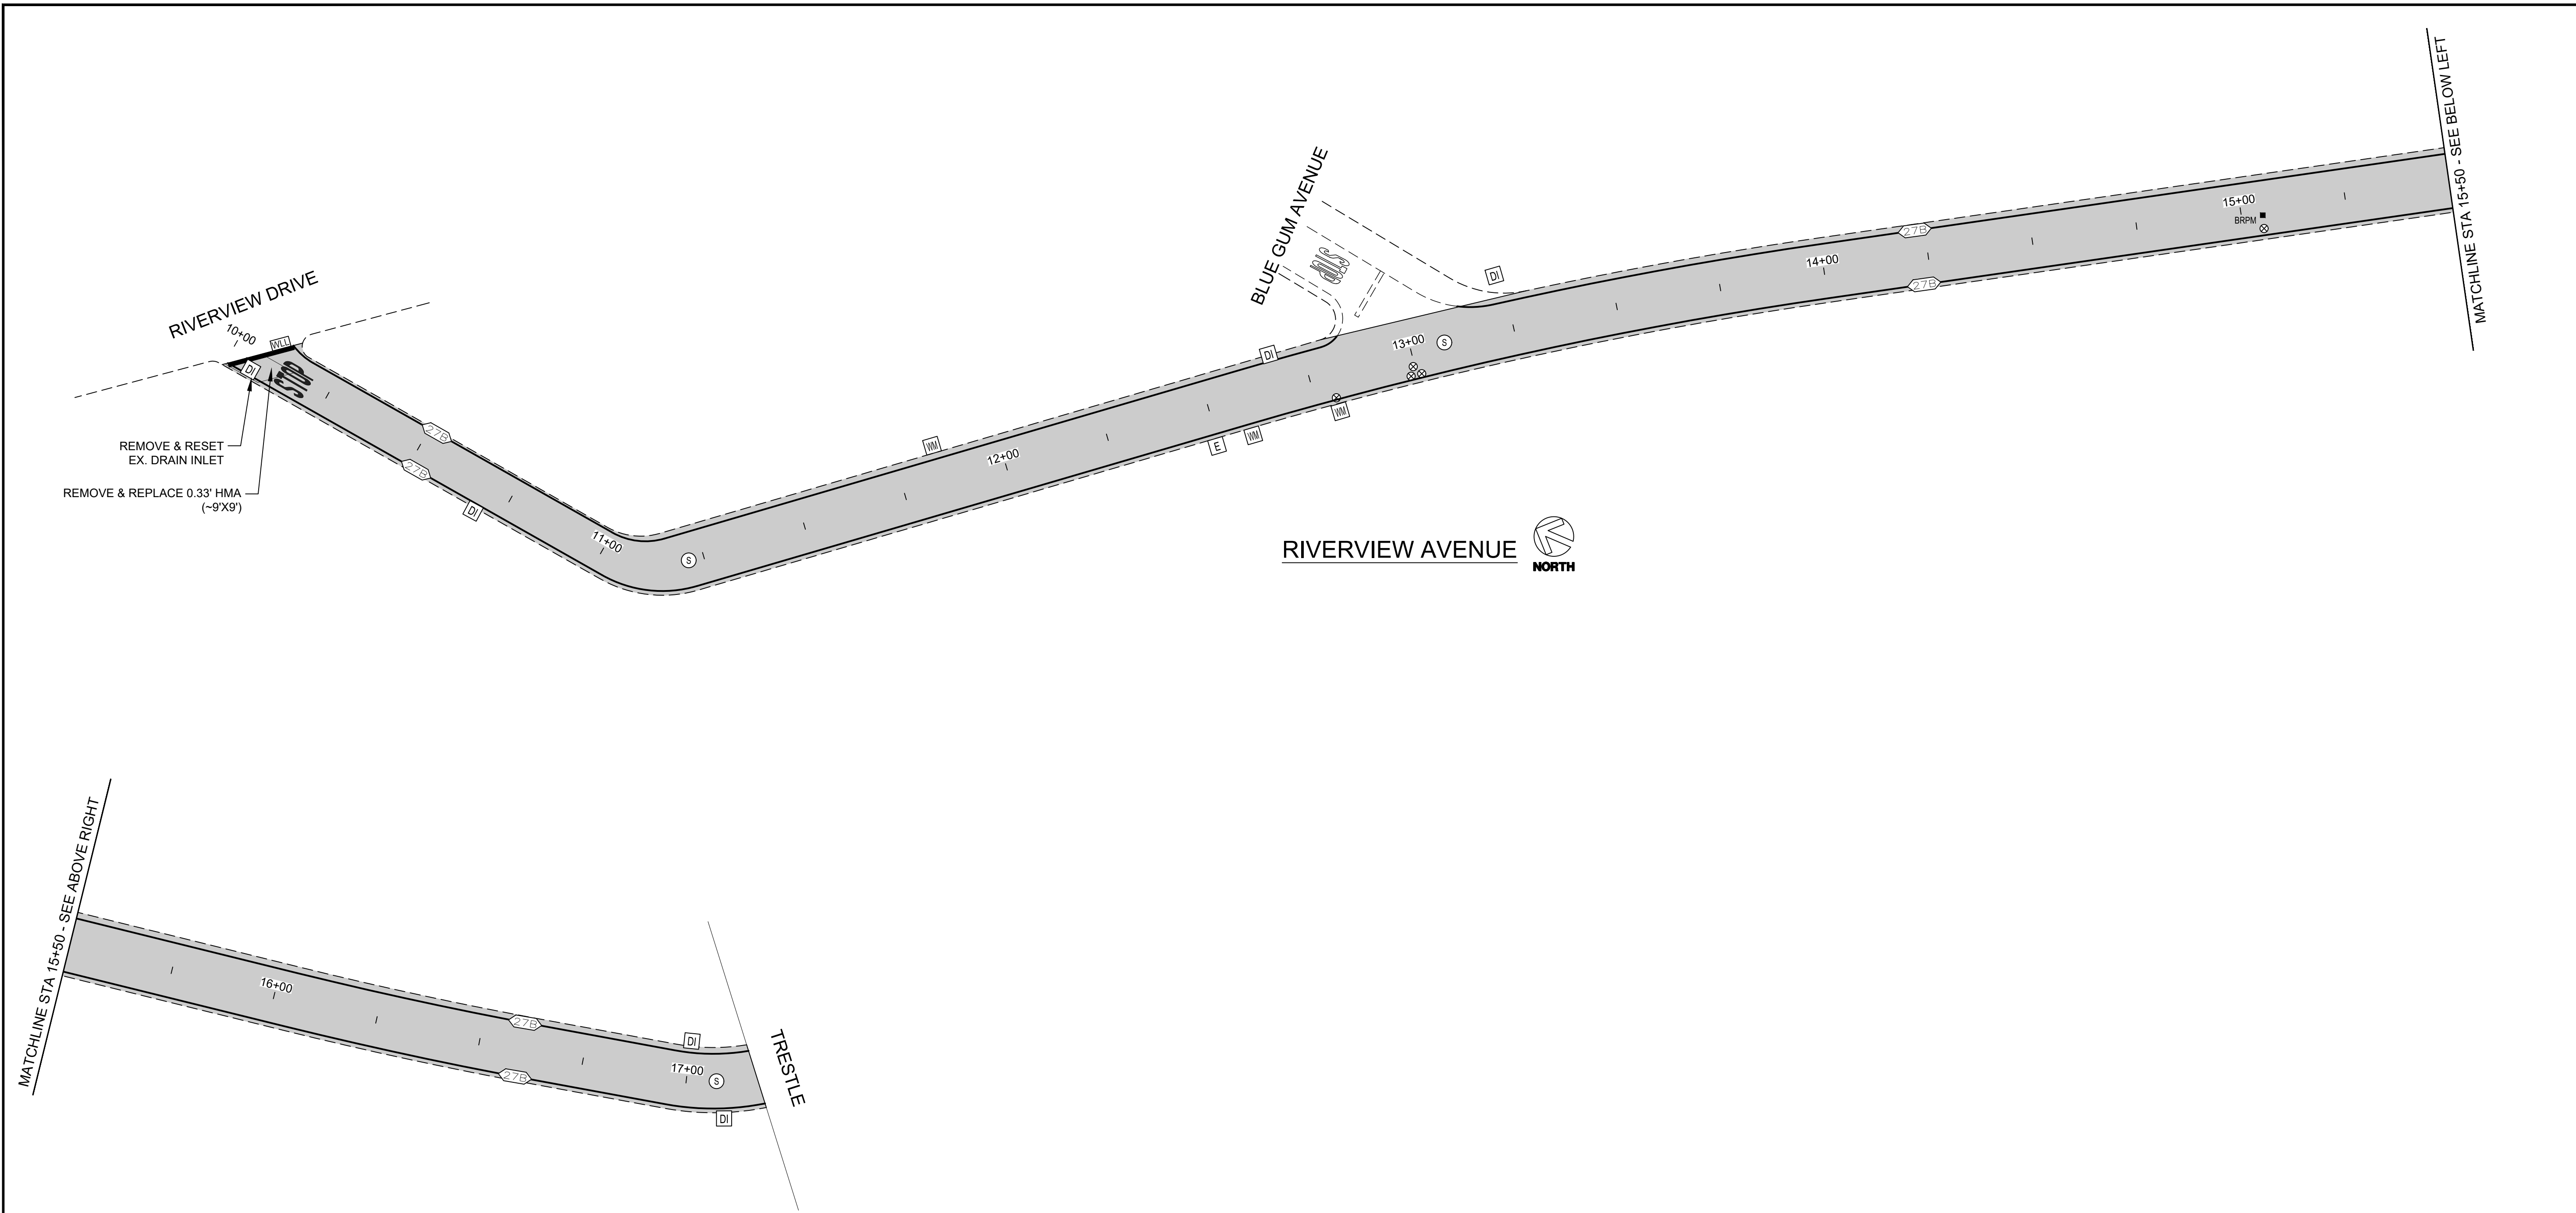 RIVERVIEW DRIVE
10+00
WLL
DI
STOP
REMOVE & RESET
EX. DRAIN INLET
REMOVE & REPLACE 0.33' HMA
(~9'X9')
27B
27B
DI
11+00
S
WM
12+00
E
WM
DI
WM
BLUE GUM AVENUE
STOP
DI
13+00
S
14+00
27B
27B
15+00
BRPM
MATCHLINE STA 15+50 - SEE BELOW LEFT
RIVERVIEW AVENUE
NORTH
MATCHLINE STA 15+50 - SEE ABOVE RIGHT
16+00
27B
27B
DI
17+00
S
DI
TRESTLE